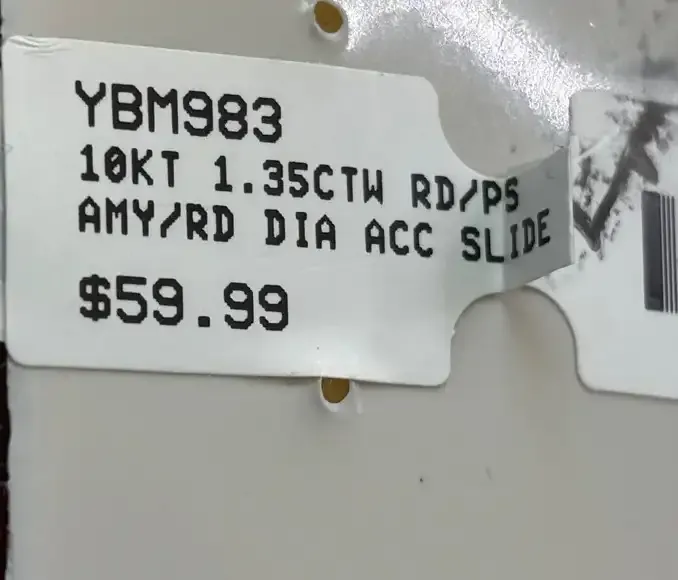 YBM983
10KT 1.35CTW RD/PS
AMY/RD DIA ACC SLIDE
$59.99